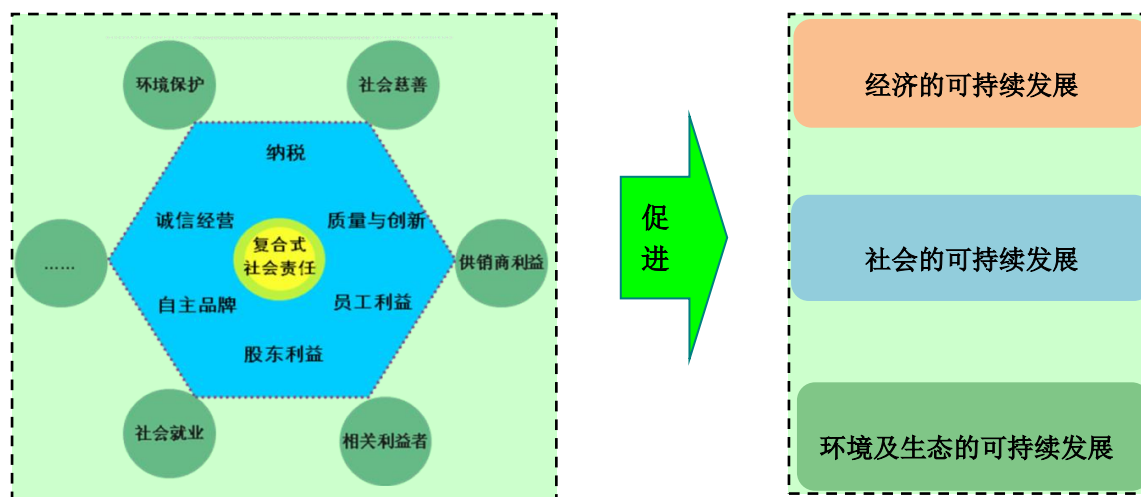 环境保护
社会慈善
纳税
诚信经营
质量与创新
复合式
社会责任
……
供销商利益
自主品牌
员工利益
股东利益
社会就业
相关利益者
促
进
经济的可持续发展
社会的可持续发展
环境及生态的可持续发展